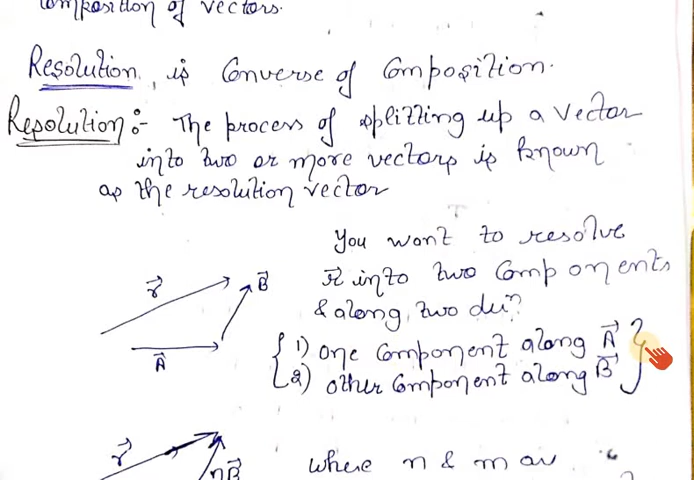 composition of vectors.
Resolution, is Converse of Composition.
Resolution:- The process of splitting up a vector
into two or more vectors is known
as the resolution vector
You want to resolve
r⃗ into two components
& along two dirⁿ
r⃗ B⃗
A⃗
{ 1) one component along A⃗ }
{ 2) other component along B⃗ }
r⃗ nB⃗
where n & m are